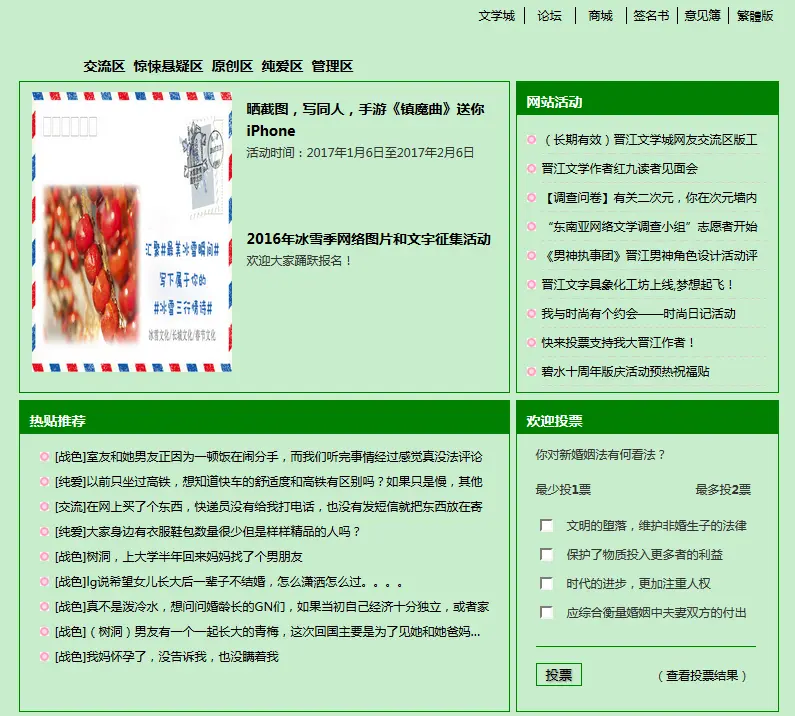 文学城 论坛 商城 签名书 意见簿 繁體版
交流区 惊悚悬疑区 原创区 纯爱区 管理区
汇聚#最美冰雪瞬间#
写下属于你的
#冰雪三行情诗#
冰雪文化/长城文化/春节文化
晒截图，写同人，手游《镇魔曲》送你
iPhone
活动时间：2017年1月6日至2017年2月6日
2016年冰雪季网络图片和文字征集活动
欢迎大家踊跃报名！
网站活动
（长期有效）晋江文学城网友交流区版工
晋江文学作者红九读者见面会
【调查问卷】有关二次元，你在次元墙内
“东南亚网络文学调查小组”志愿者开始
《男神执事团》晋江男神角色设计活动评
晋江文字具象化工坊上线,梦想起飞！
我与时尚有个约会——时尚日记活动
快来投票支持我大晋江作者！
碧水十周年版庆活动预热祝福贴
热贴推荐
[战色]室友和她男友正因为一顿饭在闹分手，而我们听完事情经过感觉真没法评论
[纯爱]以前只坐过高铁，想知道快车的舒适度和高铁有区别吗？如果只是慢，其他
[交流]在网上买了个东西，快递员没有给我打电话，也没有发短信就把东西放在寄
[纯爱]大家身边有衣服鞋包数量很少但是样样精品的人吗？
[战色]树洞，上大学半年回来妈妈找了个男朋友
[战色]lg说希望女儿长大后一辈子不结婚，怎么潇洒怎么过。。。。
[战色]真不是泼冷水，想问问婚龄长的GN们，如果当初自己经济十分独立，或者家
[战色]（树洞）男友有一个一起长大的青梅，这次回国主要是为了见她和她爸妈...
[战色]我妈怀孕了，没告诉我，也没瞒着我
欢迎投票
你对新婚姻法有何看法？
最少投1票 最多投2票
文明的堕落，维护非婚生子的法律
保护了物质投入更多者的利益
时代的进步，更加注重人权
应综合衡量婚姻中夫妻双方的付出
投票 （查看投票结果）